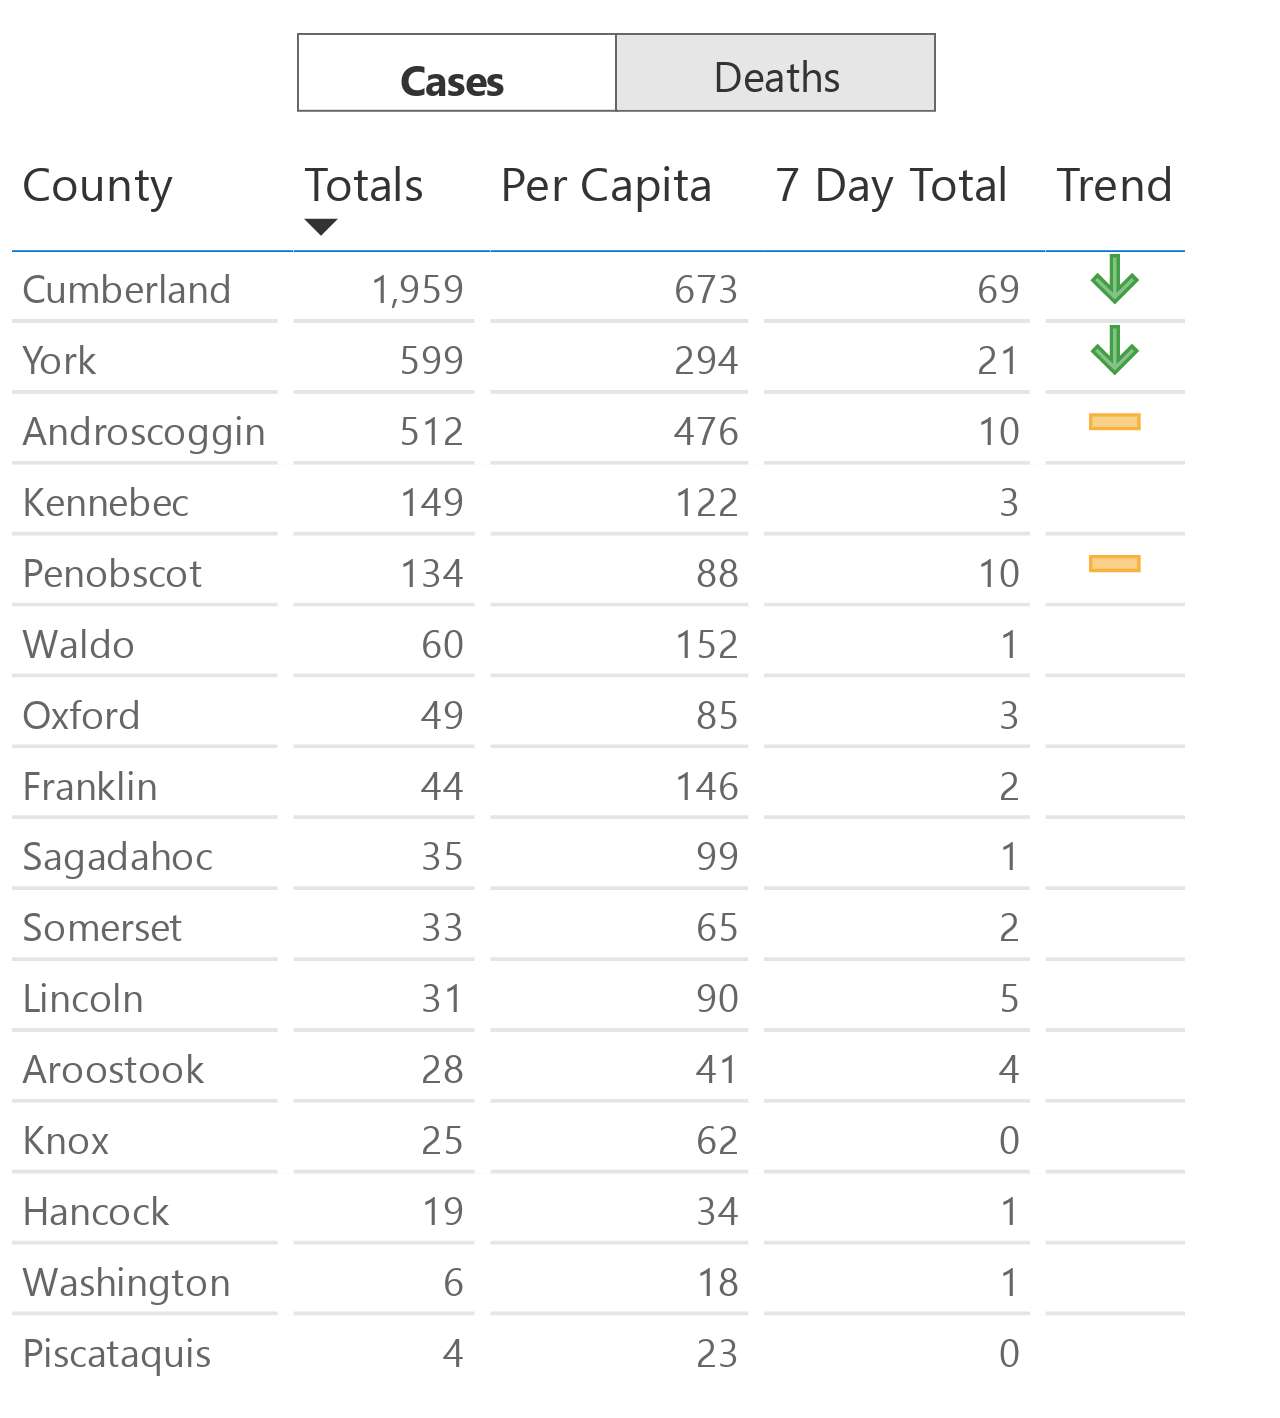 Cases Deaths
County Totals Per Capita 7 Day Total Trend
Cumberland 1,959 673 69
York 599 294 21
Androscoggin 512 476 10
Kennebec 149 122 3
Penobscot 134 88 10
Waldo 60 152 1
Oxford 49 85 3
Franklin 44 146 2
Sagadahoc 35 99 1
Somerset 33 65 2
Lincoln 31 90 5
Aroostook 28 41 4
Knox 25 62 0
Hancock 19 34 1
Washington 6 18 1
Piscataquis 4 23 0